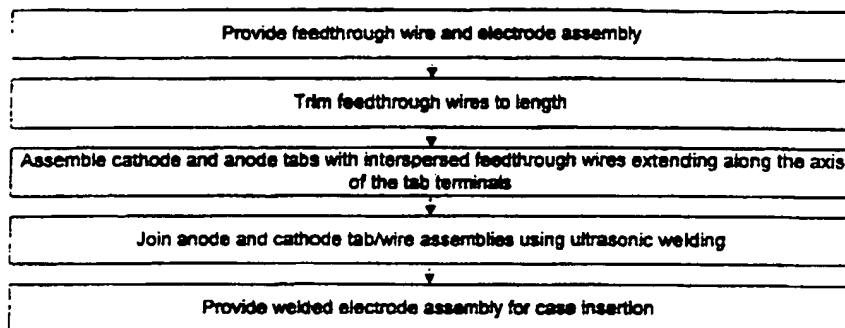 Provide feedthrough wire and electrode assembly
Trim feedthrough wires to length
Assemble cathode and anode tabs with interspersed feedthrough wires extending along the axis
of the tab terminals
Join anode and cathode tab/wire assemblies using ultrasonic welding
Provide welded electrode assembly for case insertion